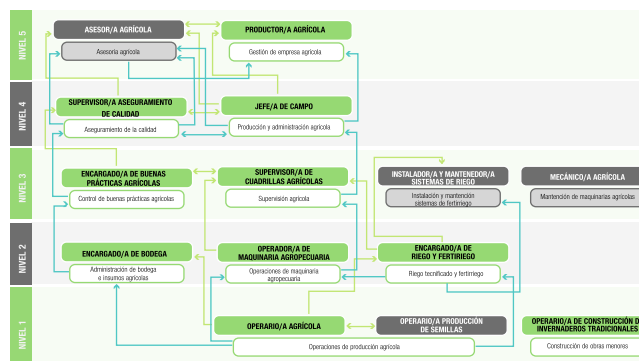 NIVEL 5
ASESOR/A AGRÍCOLA
Asesoría agrícola
PRODUCTOR/A AGRÍCOLA
Gestión de empresa agrícola
NIVEL 4
SUPERVISOR/A ASEGURAMIENTO
DE CALIDAD
Aseguramiento de la calidad
JEFE/A DE CAMPO
Producción y administración agrícola
NIVEL 3
ENCARGADO/A DE BUENAS
PRÁCTICAS AGRÍCOLAS
Control de buenas prácticas agrícolas
SUPERVISOR/A DE
CUADRILLAS AGRÍCOLAS
Supervisión agrícola
INSTALADOR/A Y MANTENEDOR/A
SISTEMAS DE RIEGO
Instalación y mantención
sistemas de fertirriego
MECÁNICO/A AGRÍCOLA
Mantención de maquinarias agrícolas
NIVEL 2
ENCARGADO/A DE BODEGA
Administración de bodega
e insumos agrícolas
OPERADOR/A DE
MAQUINARIA AGROPECUARIA
Operaciones de maquinaria
agropecuaria
ENCARGADO/A DE
RIEGO Y FERTIRIEGO
Riego tecnificado y fertirriego
NIVEL 1
OPERARIO/A AGRÍCOLA
OPERARIO/A PRODUCCIÓN
DE SEMILLAS
Operaciones de producción agrícola
OPERARIO/A DE CONSTRUCCIÓN DE
INVERNADEROS TRADICIONALES
Construcción de obras menores